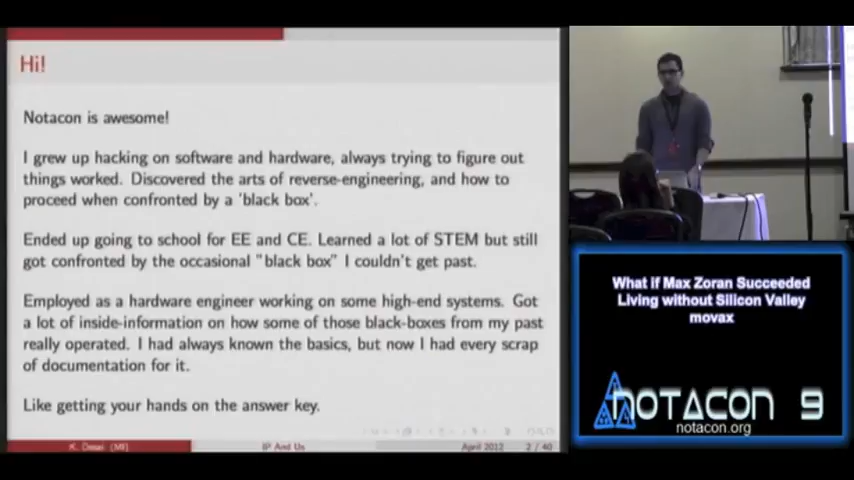 Hi!
Notacon is awesome!
I grew up hacking on software and hardware, always trying to figure out
things worked. Discovered the arts of reverse-engineering, and how to
proceed when confronted by a 'black box'.
Ended up going to school for EE and CE. Learned a lot of STEM but still
got confronted by the occasional "black box" I couldn't get past.
Employed as a hardware engineer working on some high-end systems. Got
a lot of inside-information on how some of those black-boxes from my past
really operated. I had always known the basics, but now I had every scrap
of documentation for it.
Like getting your hands on the answer key.
K. Desai (MI)
IP And Us
April 2012
2 / 40
What if Max Zoran Succeeded
Living without Silicon Valley
movax
NOTACON 9
notacon.org